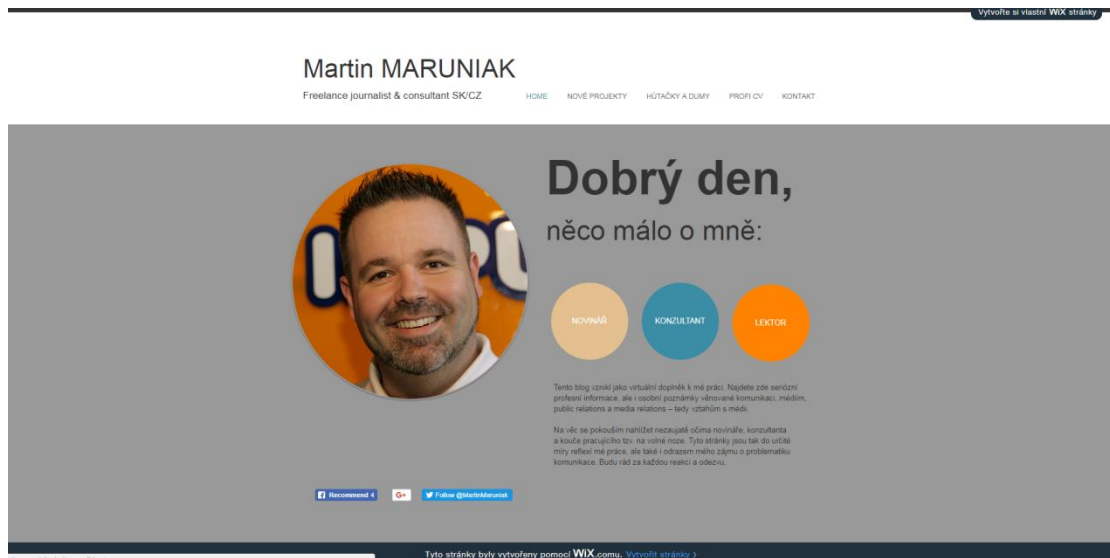 Vytvořte si vlastní WiX stránky
Martin MARUNIAK
Freelance journalist & consultant SK/CZ
HOME NOVÉ PROJEKTY HÚTAČKY A DUMY PROFI CV KONTAKT
Dobrý den,
něco málo o mně:
NOVINÁŘ KONZULTANT LEKTOR
Tento blog vznikl jako virtuální doplněk k mé práci. Najdete zde seriózní
profesní informace, ale i osobní poznámky věnované komunikaci, médiím,
public relations a media relations – tedy vztahům s médii.
Na věc se pokouším nahlížet nezaujatě očima novináře, konzultanta
a kouče pracujícího tzv. na volné noze. Tyto stránky jsou tak do určité
míry reflexí mé práce, ale také i odrazem mého zájmu o problematiku
komunikace. Budu rád za každou reakci a odezvu.
Recommend 4 G+ Follow @MartinMaruniak
Tyto stránky byly vytvořeny pomocí WiX.comu. Vytvořit stránky >